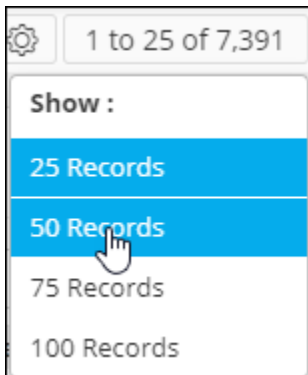 1 to 25 of 7,391
Show :
25 Records
50 Records
75 Records
100 Records